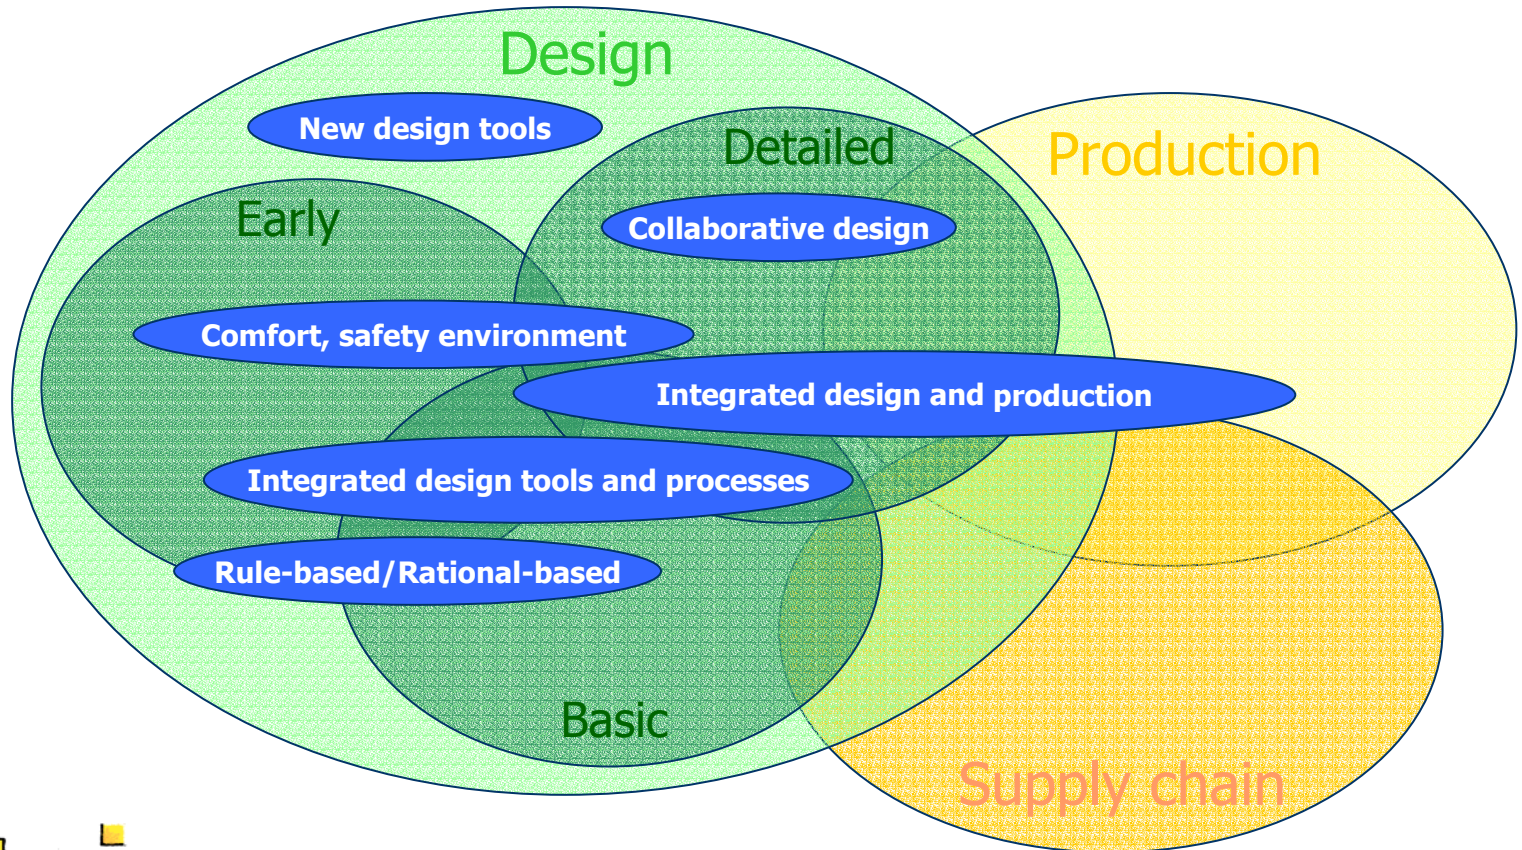 Design
New design tools
Detailed
Production
Early
Collaborative design
Comfort, safety environment
Integrated design and production
Integrated design tools and processes
Rule-based/Rational-based
Basic
Supply chain